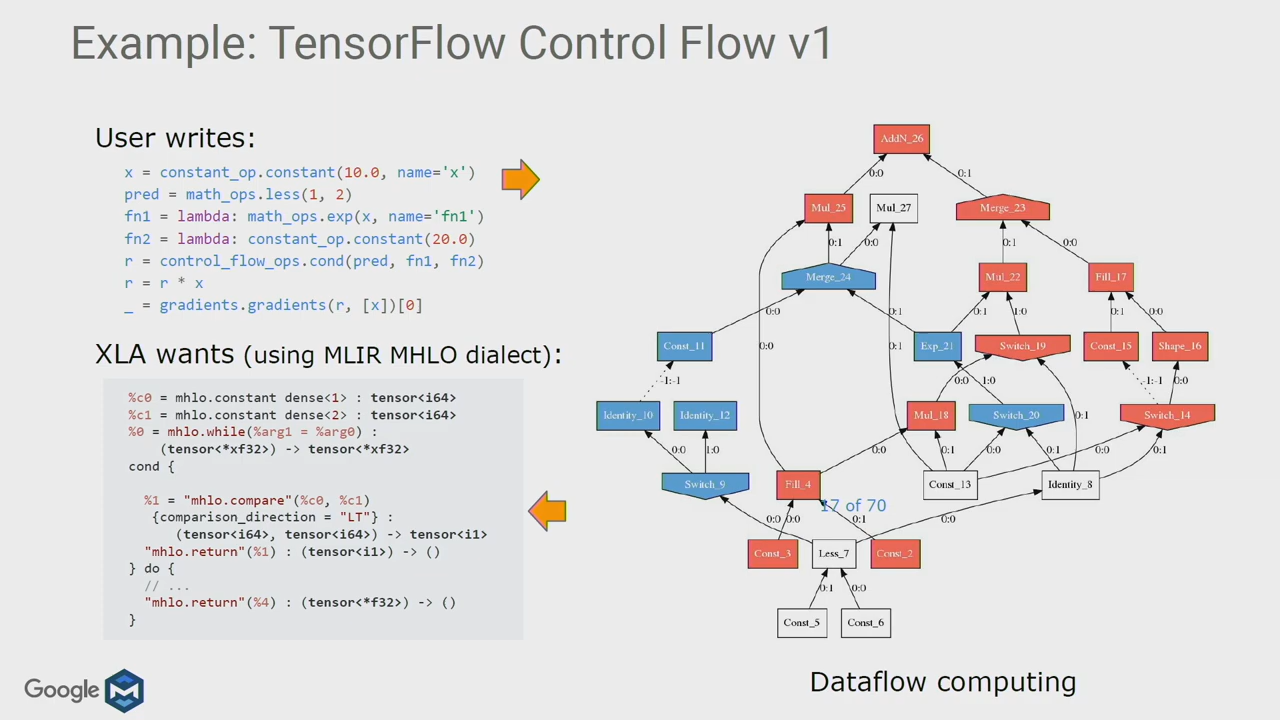 Example: TensorFlow Control Flow v1
User writes:
x = constant_op.constant(10.0, name='x')
pred = math_ops.less(1, 2)
fn1 = lambda: math_ops.exp(x, name='fn1')
fn2 = lambda: constant_op.constant(20.0)
r = control_flow_ops.cond(pred, fn1, fn2)
r = r * x
_ = gradients.gradients(r, [x])[0]
XLA wants (using MLIR MHLO dialect):
%c0 = mhlo.constant dense<1> : tensor<i64>
%c1 = mhlo.constant dense<2> : tensor<i64>
%0 = mhlo.while(%arg1 = %arg0) :
(tensor<*xf32>) -> tensor<*xf32>
cond {
%1 = "mhlo.compare"(%c0, %c1)
{comparison_direction = "LT"} :
(tensor<i64>, tensor<i64>) -> tensor<i1>
"mhlo.return"(%1) : (tensor<i1>) -> ()
} do {
// ...
"mhlo.return"(%4) : (tensor<*f32>) -> ()
}
AddN_26
0:0 0:1
Mul_25 Mul_27 Merge_23
0:1 0:0 0:1 0:0
Merge_24 Mul_22 Fill_17
0:0 0:1 0:1 1:0 0:1 0:0
Const_11 0:0 0:1 Exp_21 Switch_19 Const_15 Shape_16
-1:-1 0:0 1:0 -1:-1 0:0
Identity_10 Identity_12 Mul_18 Switch_20 0:1 Switch_14
0:0 1:0 0:0 0:1 0:0 0:1 0:0 0:1
Switch_9 Fill_4 Const_13 Identity_8
17 of 70
0:0 0:0 0:1 0:0
Const_3 Less_7 Const_2
0:1 0:0
Const_5 Const_6
Dataflow computing
Google